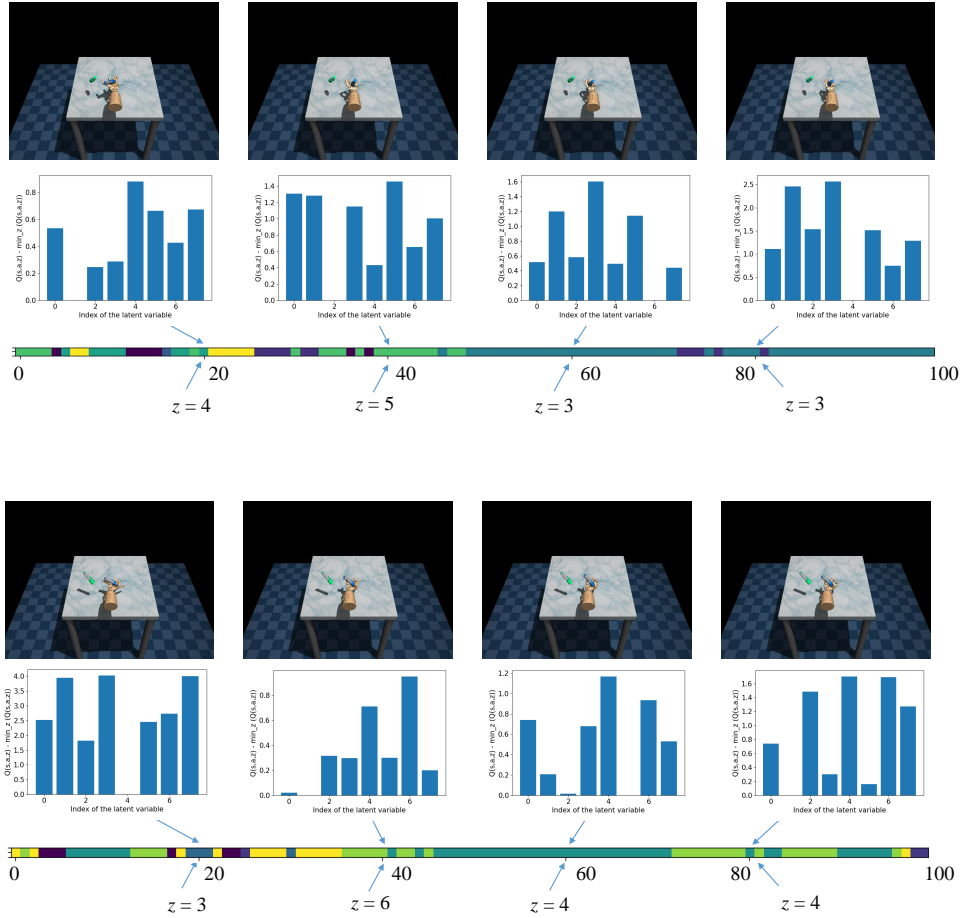 0.8
0.6
0.4
0.2
0.0
Q(s,a,z) - min_z (Q(s,a,z))
0 2 4 6
Index of the latent variable
1.4
1.2
1.0
0.8
0.6
0.4
0.2
0.0
Q(s,a,z) - min_z (Q(s,a,z))
0 2 4 6
Index of the latent variable
1.6
1.4
1.2
1.0
0.8
0.6
0.4
0.2
0.0
Q(s,a,z) - min_z (Q(s,a,z))
0 2 4 6
Index of the latent variable
2.5
2.0
1.5
1.0
0.5
0.0
Q(s,a,z) - min_z (Q(s,a,z))
0 2 4 6
Index of the latent variable
0 20 40 60 80 100
z = 4 z = 5 z = 3 z = 3
4.0
3.5
3.0
2.5
2.0
1.5
1.0
0.5
0.0
Q(s,a,z) - min_z (Q(s,a,z))
0 2 4 6
Index of the latent variable
0.8
0.6
0.4
0.2
0.0
Q(s,a,z) - min_z (Q(s,a,z))
0 2 4 6
Index of the latent variable
1.2
1.0
0.8
0.6
0.4
0.2
0.0
Q(s,a,z) - min_z (Q(s,a,z))
0 2 4 6
Index of the latent variable
1.6
1.4
1.2
1.0
0.8
0.6
0.4
0.2
0.0
Q(s,a,z) - min_z (Q(s,a,z))
0 2 4 6
Index of the latent variable
0 20 40 60 80 100
z = 3 z = 6 z = 4 z = 4